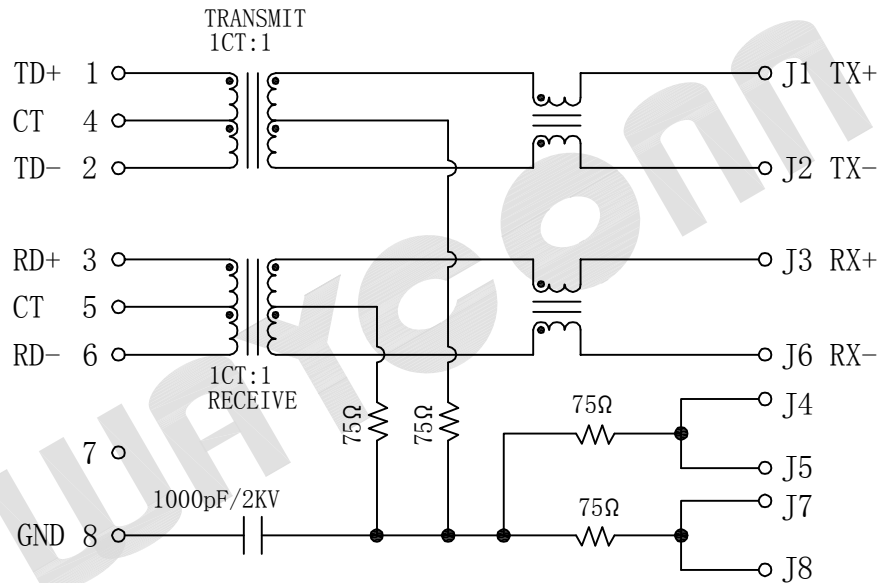 TRANSMIT
1CT:1
TD+ 1
J1 TX+
CT 4
TD- 2
J2 TX-
RD+ 3
J3 RX+
CT 5
RD- 6
J6 RX-
1CT:1
RECEIVE
75Ω
75Ω
75Ω
J4
7
J5
1000pF/2KV
75Ω
J7
GND 8
J8
WAYCONN